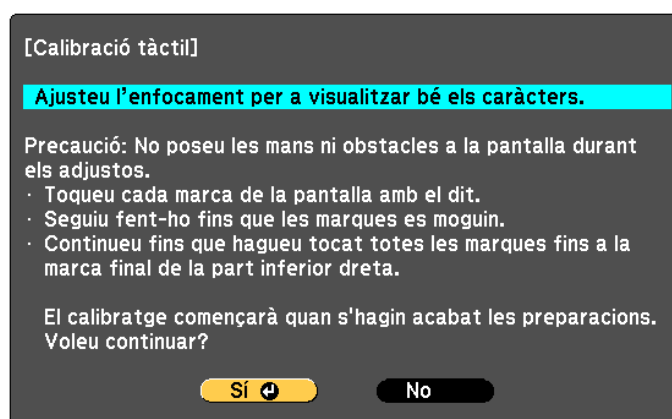 [Calibració tàctil]
Ajusteu l'enfocament per a visualitzar bé els caràcters.
Precaució: No poseu les mans ni obstacles a la pantalla durant
els adjustos.
· Toqueu cada marca de la pantalla amb el dit.
· Seguiu fent-ho fins que les marques es moguin.
· Continueu fins que hagueu tocat totes les marques fins a la
marca final de la part inferior dreta.
El calibratge començarà quan s'hagin acabat les preparacions.
Voleu continuar?
Sí
No